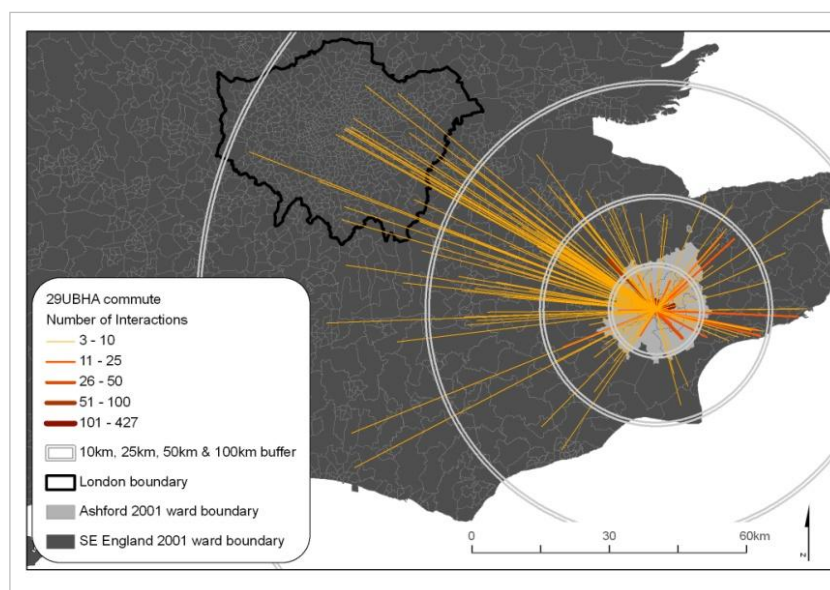 29UBHA commute
Number of Interactions
3 - 10
11 - 25
26 - 50
51 - 100
101 - 427
10km, 25km, 50km & 100km buffer
London boundary
Ashford 2001 ward boundary
SE England 2001 ward boundary
0 30 60km
N